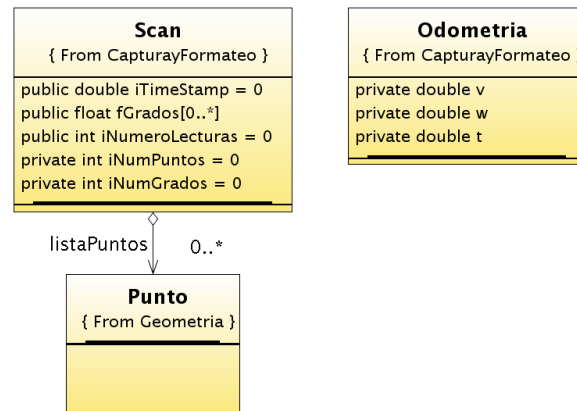 Scan
{ From CapturayFormateo }
public double iTimeStamp = 0
public float fGrados[0..*]
public int iNumeroLecturas = 0
private int iNumPuntos = 0
private int iNumGrados = 0
Odometria
{ From CapturayFormateo }
private double v
private double w
private double t
listaPuntos
0..*
Punto
{ From Geometria }